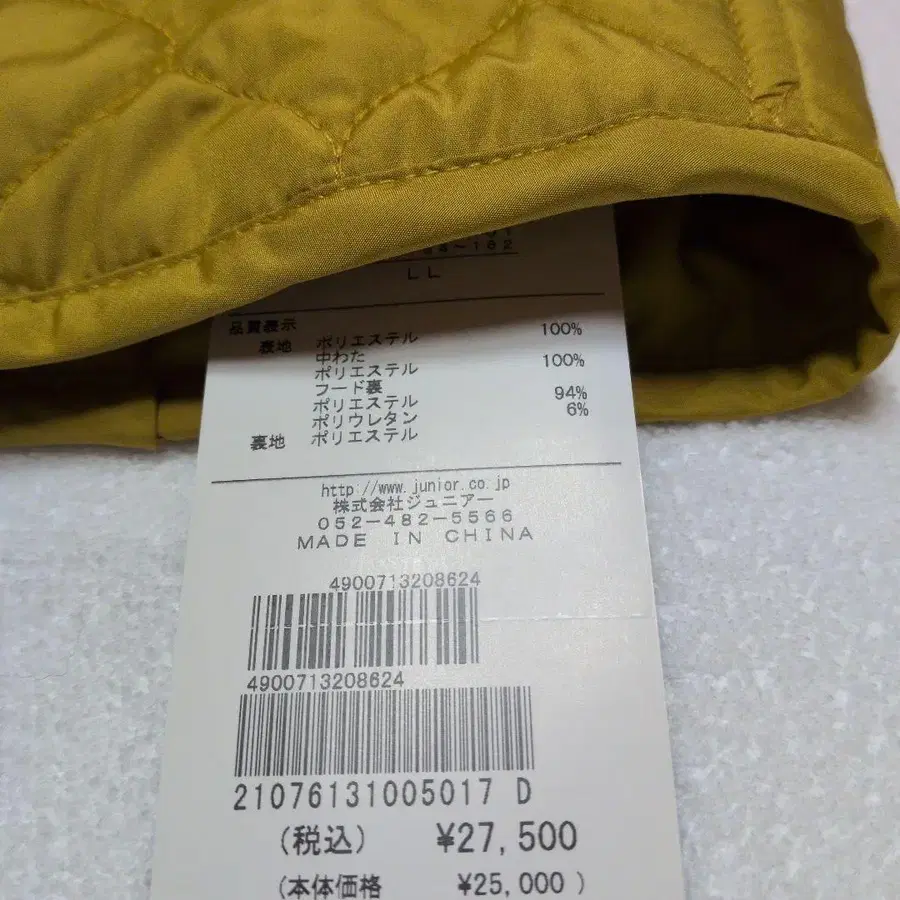 84~162
LL
品質表示
表地 ポリエステル 100%
中わた
ポリエステル 100%
フード裏
ポリエステル 94%
ポリウレタン 6%
裏地 ポリエステル
http://www.junior.co.jp
株式会社ジュニアー
052-482-5566
MADE IN CHINA
4900713208624
4900713208624
21076131005017 D
(税込) ¥27,500
(本体価格 ¥25,000)